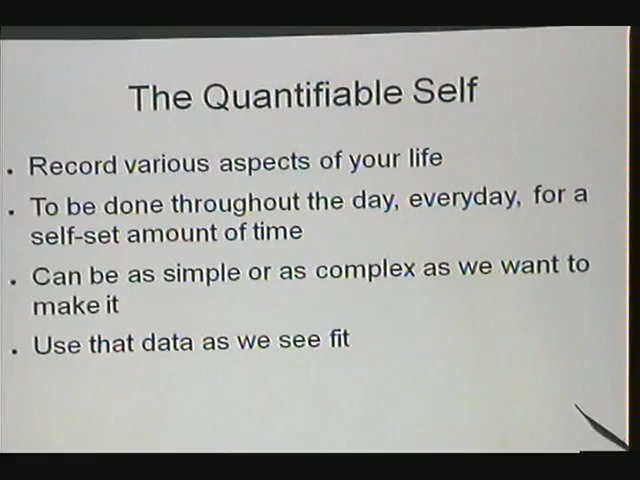 The Quantifiable Self
. Record various aspects of your life
. To be done throughout the day, everyday, for a
self-set amount of time
. Can be as simple or as complex as we want to
make it
. Use that data as we see fit